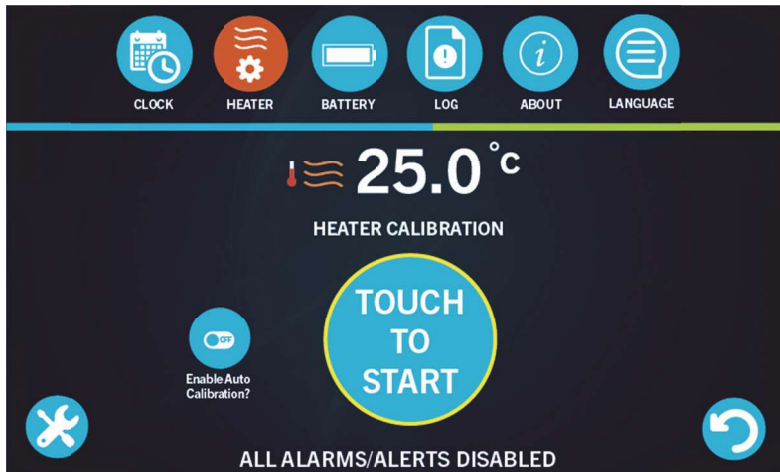 CLOCK
HEATER
BATTERY
LOG
ABOUT
LANGUAGE
25.0°C
HEATER CALIBRATION
TOUCH
TO
START
OFF
Enable Auto
Calibration?
ALL ALARMS/ALERTS DISABLED